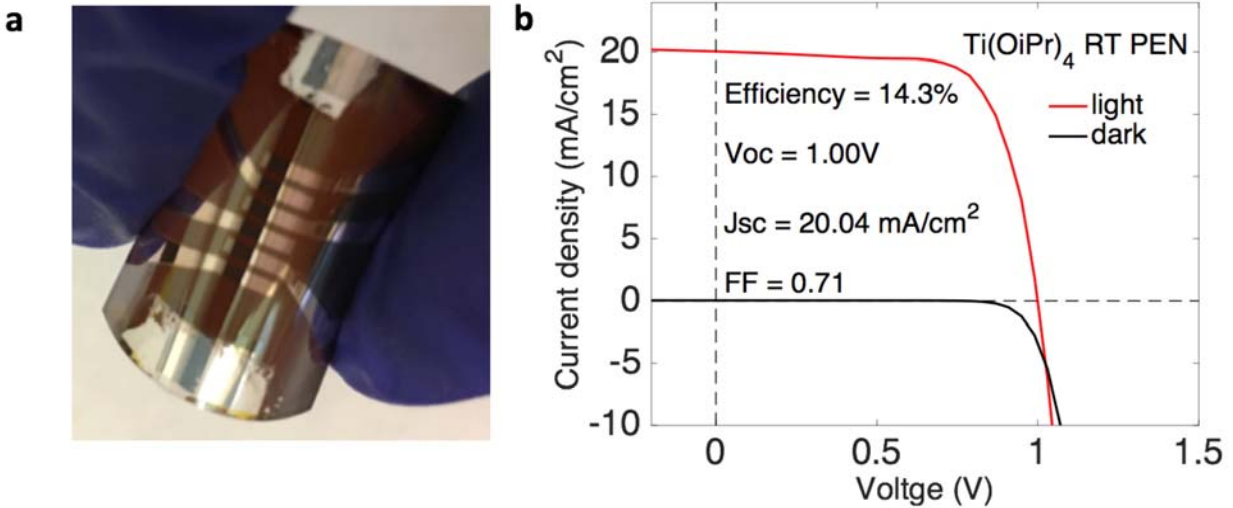 a
b
Ti(OiPr)4 RT PEN
Efficiency = 14.3%
light
dark
Voc = 1.00V
Jsc = 20.04 mA/cm2
FF = 0.71
20
15
10
5
0
-5
-10
Current density (mA/cm2)
0
0.5
1
1.5
Voltge (V)